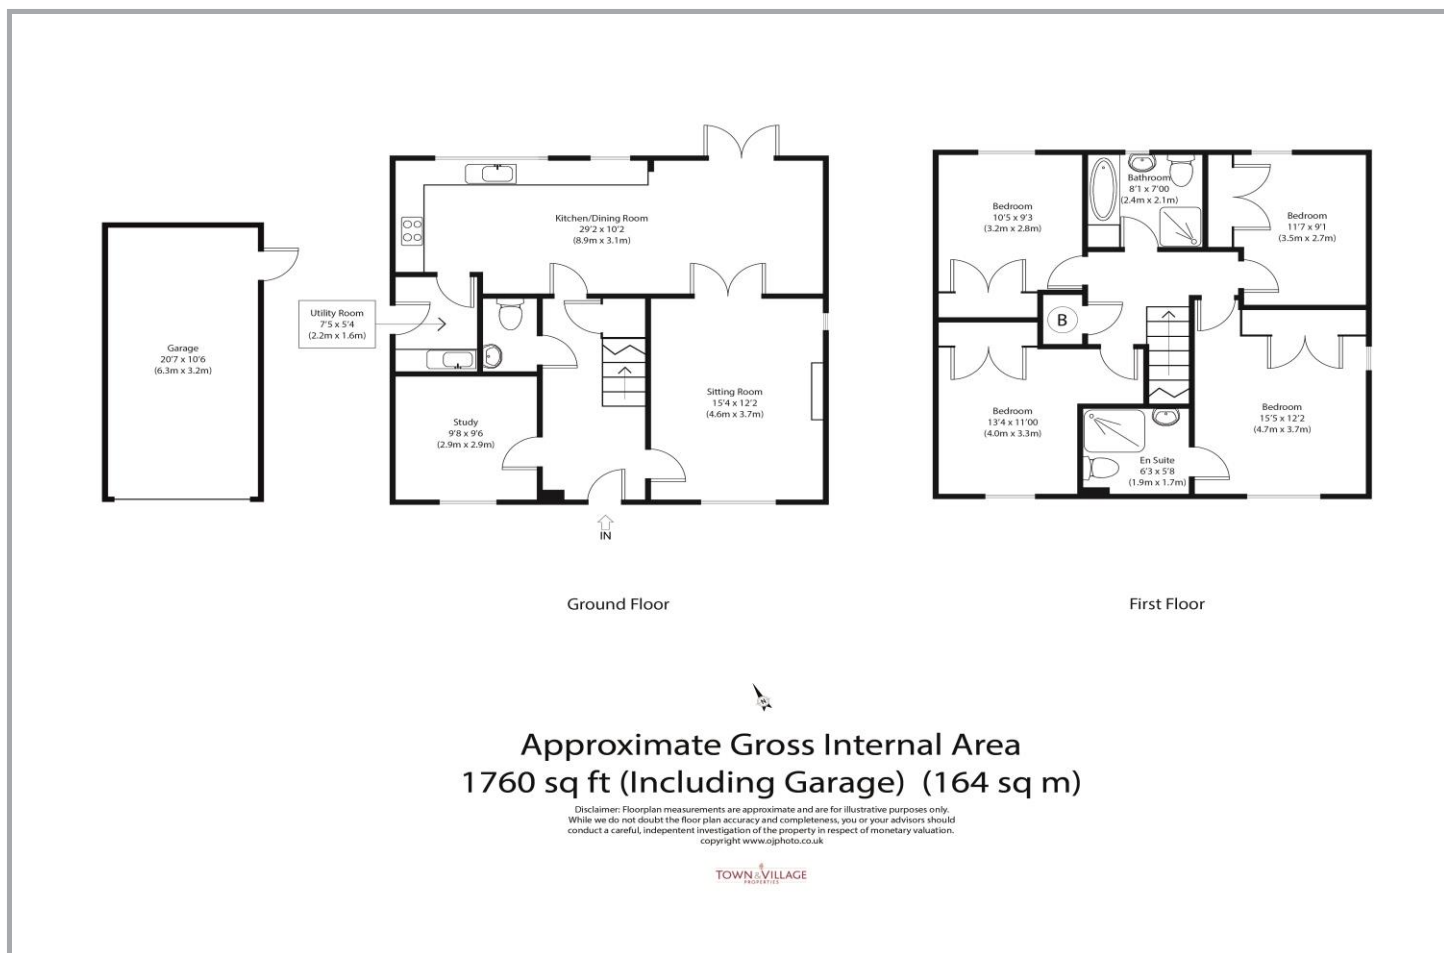 Garage
20'7 x 10'6
(6.3m x 3.2m)
Utility Room
7'5 x 5'4
(2.2m x 1.6m)
Kitchen/Dining Room
29'2 x 10'2
(8.9m x 3.1m)
Study
9'8 x 9'6
(2.9m x 2.9m)
Sitting Room
15'4 x 12'2
(4.6m x 3.7m)
IN
Ground Floor
Bedroom
10'5 x 9'3
(3.2m x 2.8m)
Bathroom
8'1 x 7'00
(2.4m x 2.1m)
Bedroom
11'7 x 9'1
(3.5m x 2.7m)
B
Bedroom
13'4 x 11'00
(4.0m x 3.3m)
En Suite
6'3 x 5'8
(1.9m x 1.7m)
Bedroom
15'5 x 12'2
(4.7m x 3.7m)
First Floor
N
Approximate Gross Internal Area
1760 sq ft (Including Garage) (164 sq m)
Disclaimer: Floorplan measurements are approximate and are for illustrative purposes only.
While we do not doubt the floor plan accuracy and completeness, you or your advisors should
conduct a careful, indepentent investigation of the property in respect of monetary valuation.
copyright www.ojphoto.co.uk
TOWN & VILLAGE
PROPERTIES